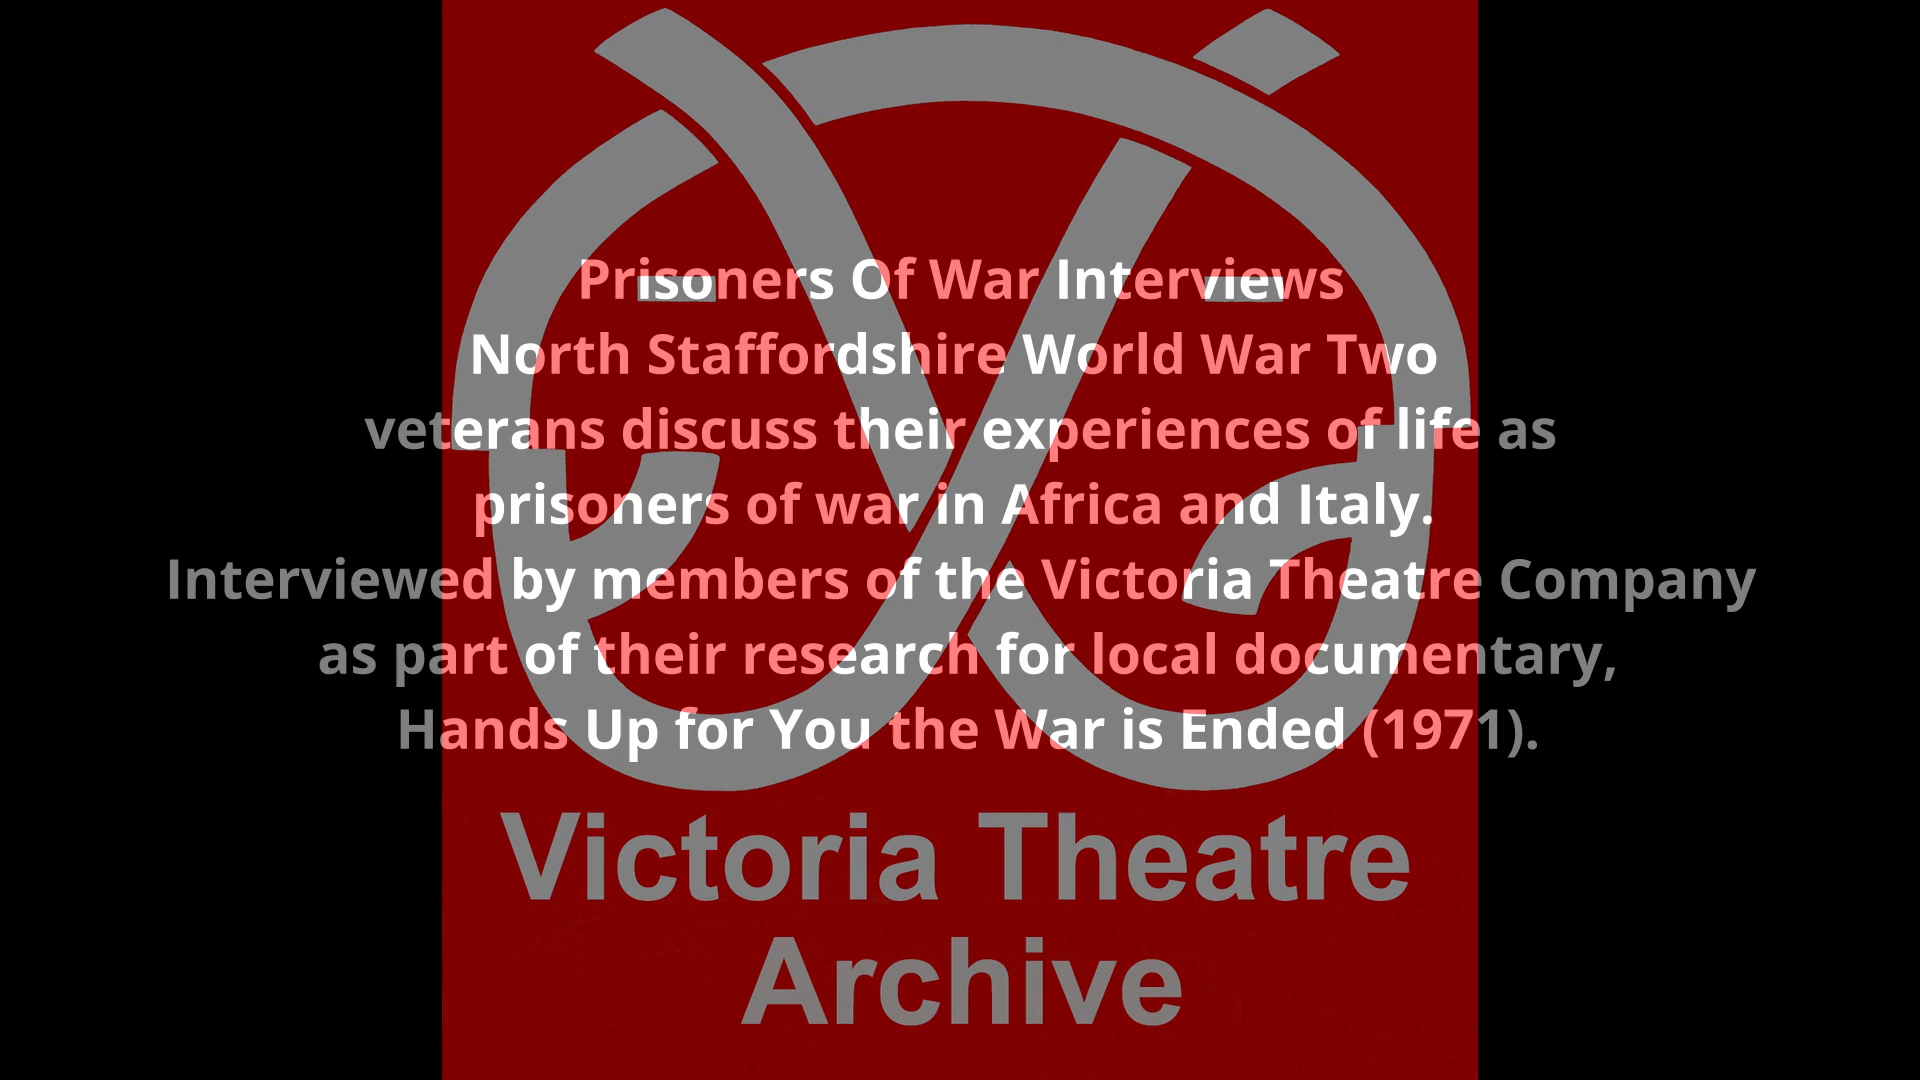 Prisoners Of War Interviews
North Staffordshire World War Two
veterans discuss their experiences of life as
prisoners of war in Africa and Italy.
Interviewed by members of the Victoria Theatre Company
as part of their research for local documentary,
Hands Up for You the War is Ended (1971).
Victoria Theatre
Archive